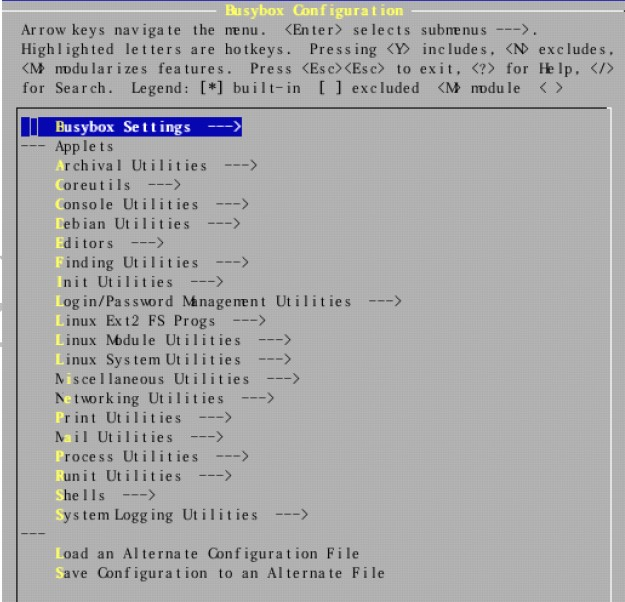 Busybox Configuration
Arrow keys navigate the menu. <Enter> selects submenus --->.
Highlighted letters are hotkeys. Pressing <Y> includes, <N> excludes,
<M> modularizes features. Press <Esc><Esc> to exit, <?> for Help, </>
for Search. Legend: [*] built-in [ ] excluded <M> module < >
Busybox Settings --->
--- Applets
Archival Utilities --->
Coreutils --->
Console Utilities --->
Debian Utilities --->
Editors --->
Finding Utilities --->
Init Utilities --->
Login/Password Management Utilities --->
Linux Ext2 FS Progs --->
Linux Module Utilities --->
Linux System Utilities --->
Miscellaneous Utilities --->
Networking Utilities --->
Print Utilities --->
Mail Utilities --->
Process Utilities --->
Runit Utilities --->
Shells --->
System Logging Utilities --->
---
Load an Alternate Configuration File
Save Configuration to an Alternate File